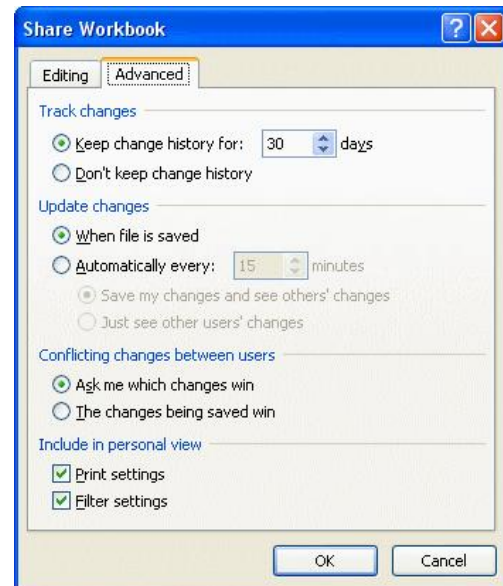 Share Workbook ?
Editing Advanced
Track changes
Keep change history for: 30 days
Don't keep change history
Update changes
When file is saved
Automatically every: 15 minutes
Save my changes and see others' changes
Just see other users' changes
Conflicting changes between users
Ask me which changes win
The changes being saved win
Include in personal view
Print settings
Filter settings
OK Cancel